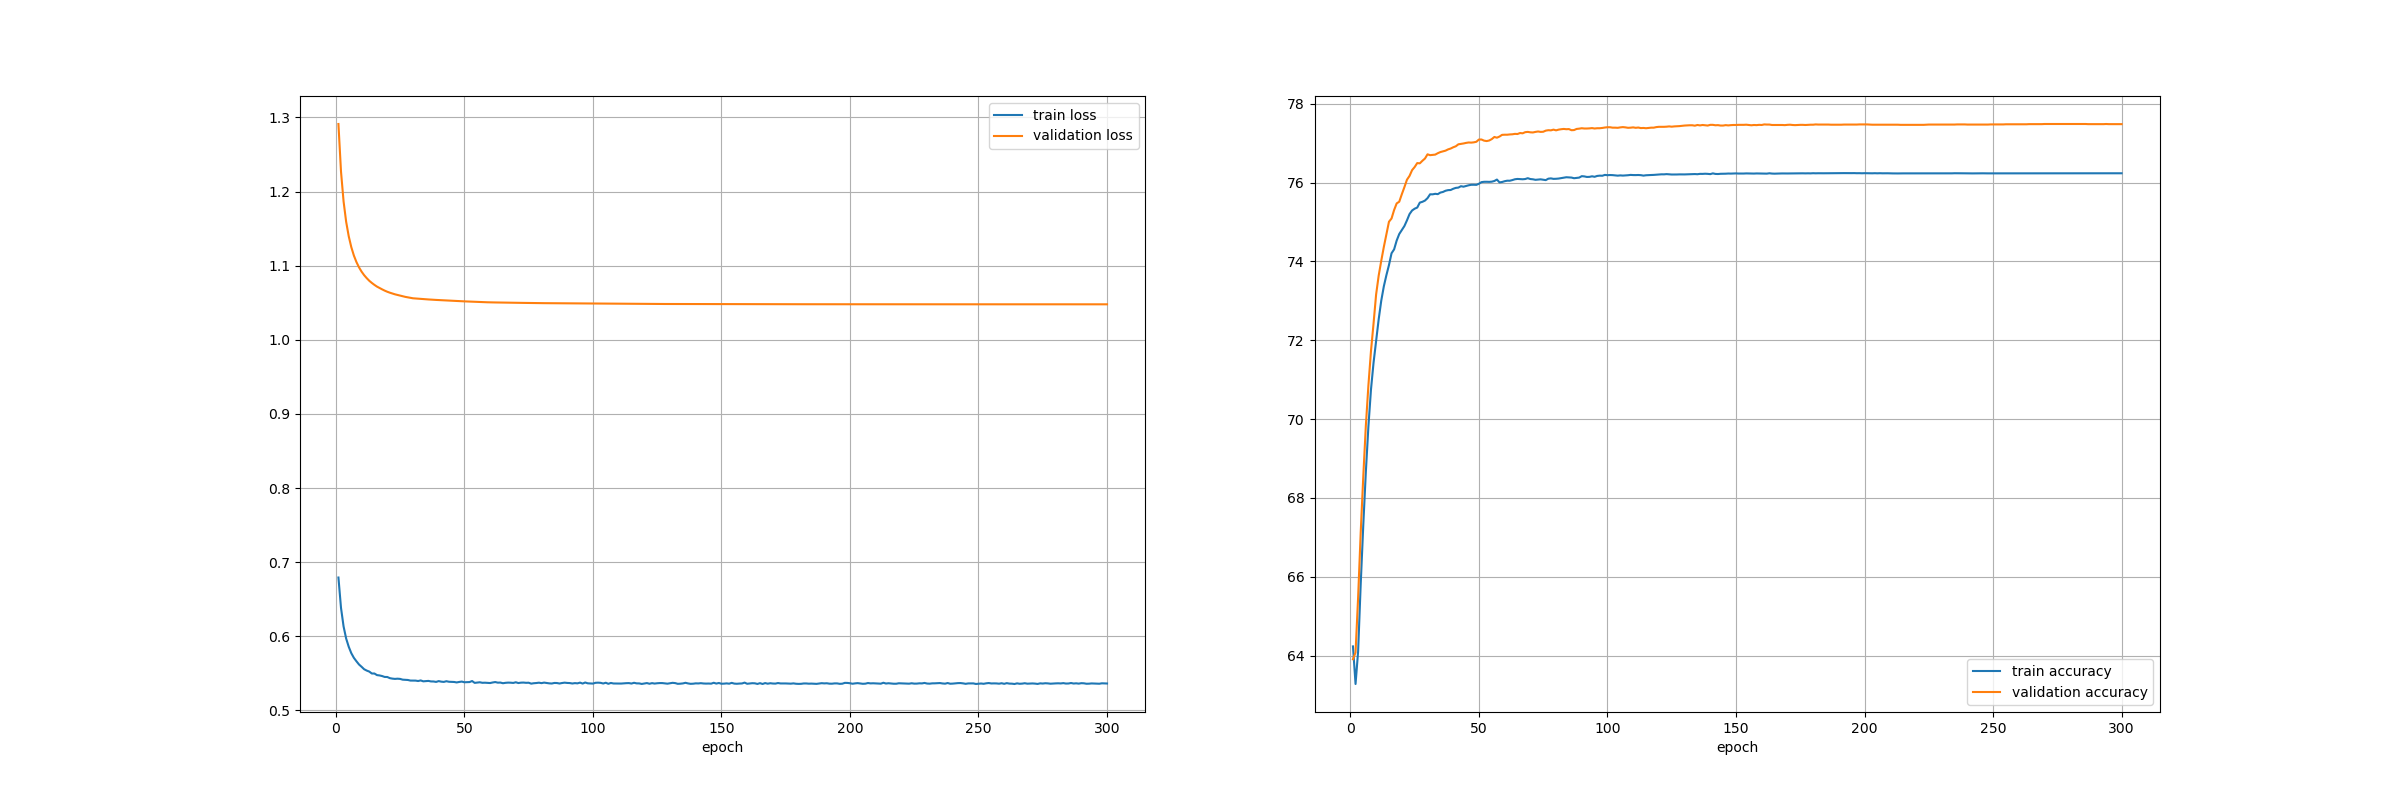 1.3
1.2
1.1
1.0
0.9
0.8
0.7
0.6
0.5
0 50 100 150 200 250 300
epoch
train loss
validation loss
78
76
74
72
70
68
66
64
0 50 100 150 200 250 300
epoch
train accuracy
validation accuracy